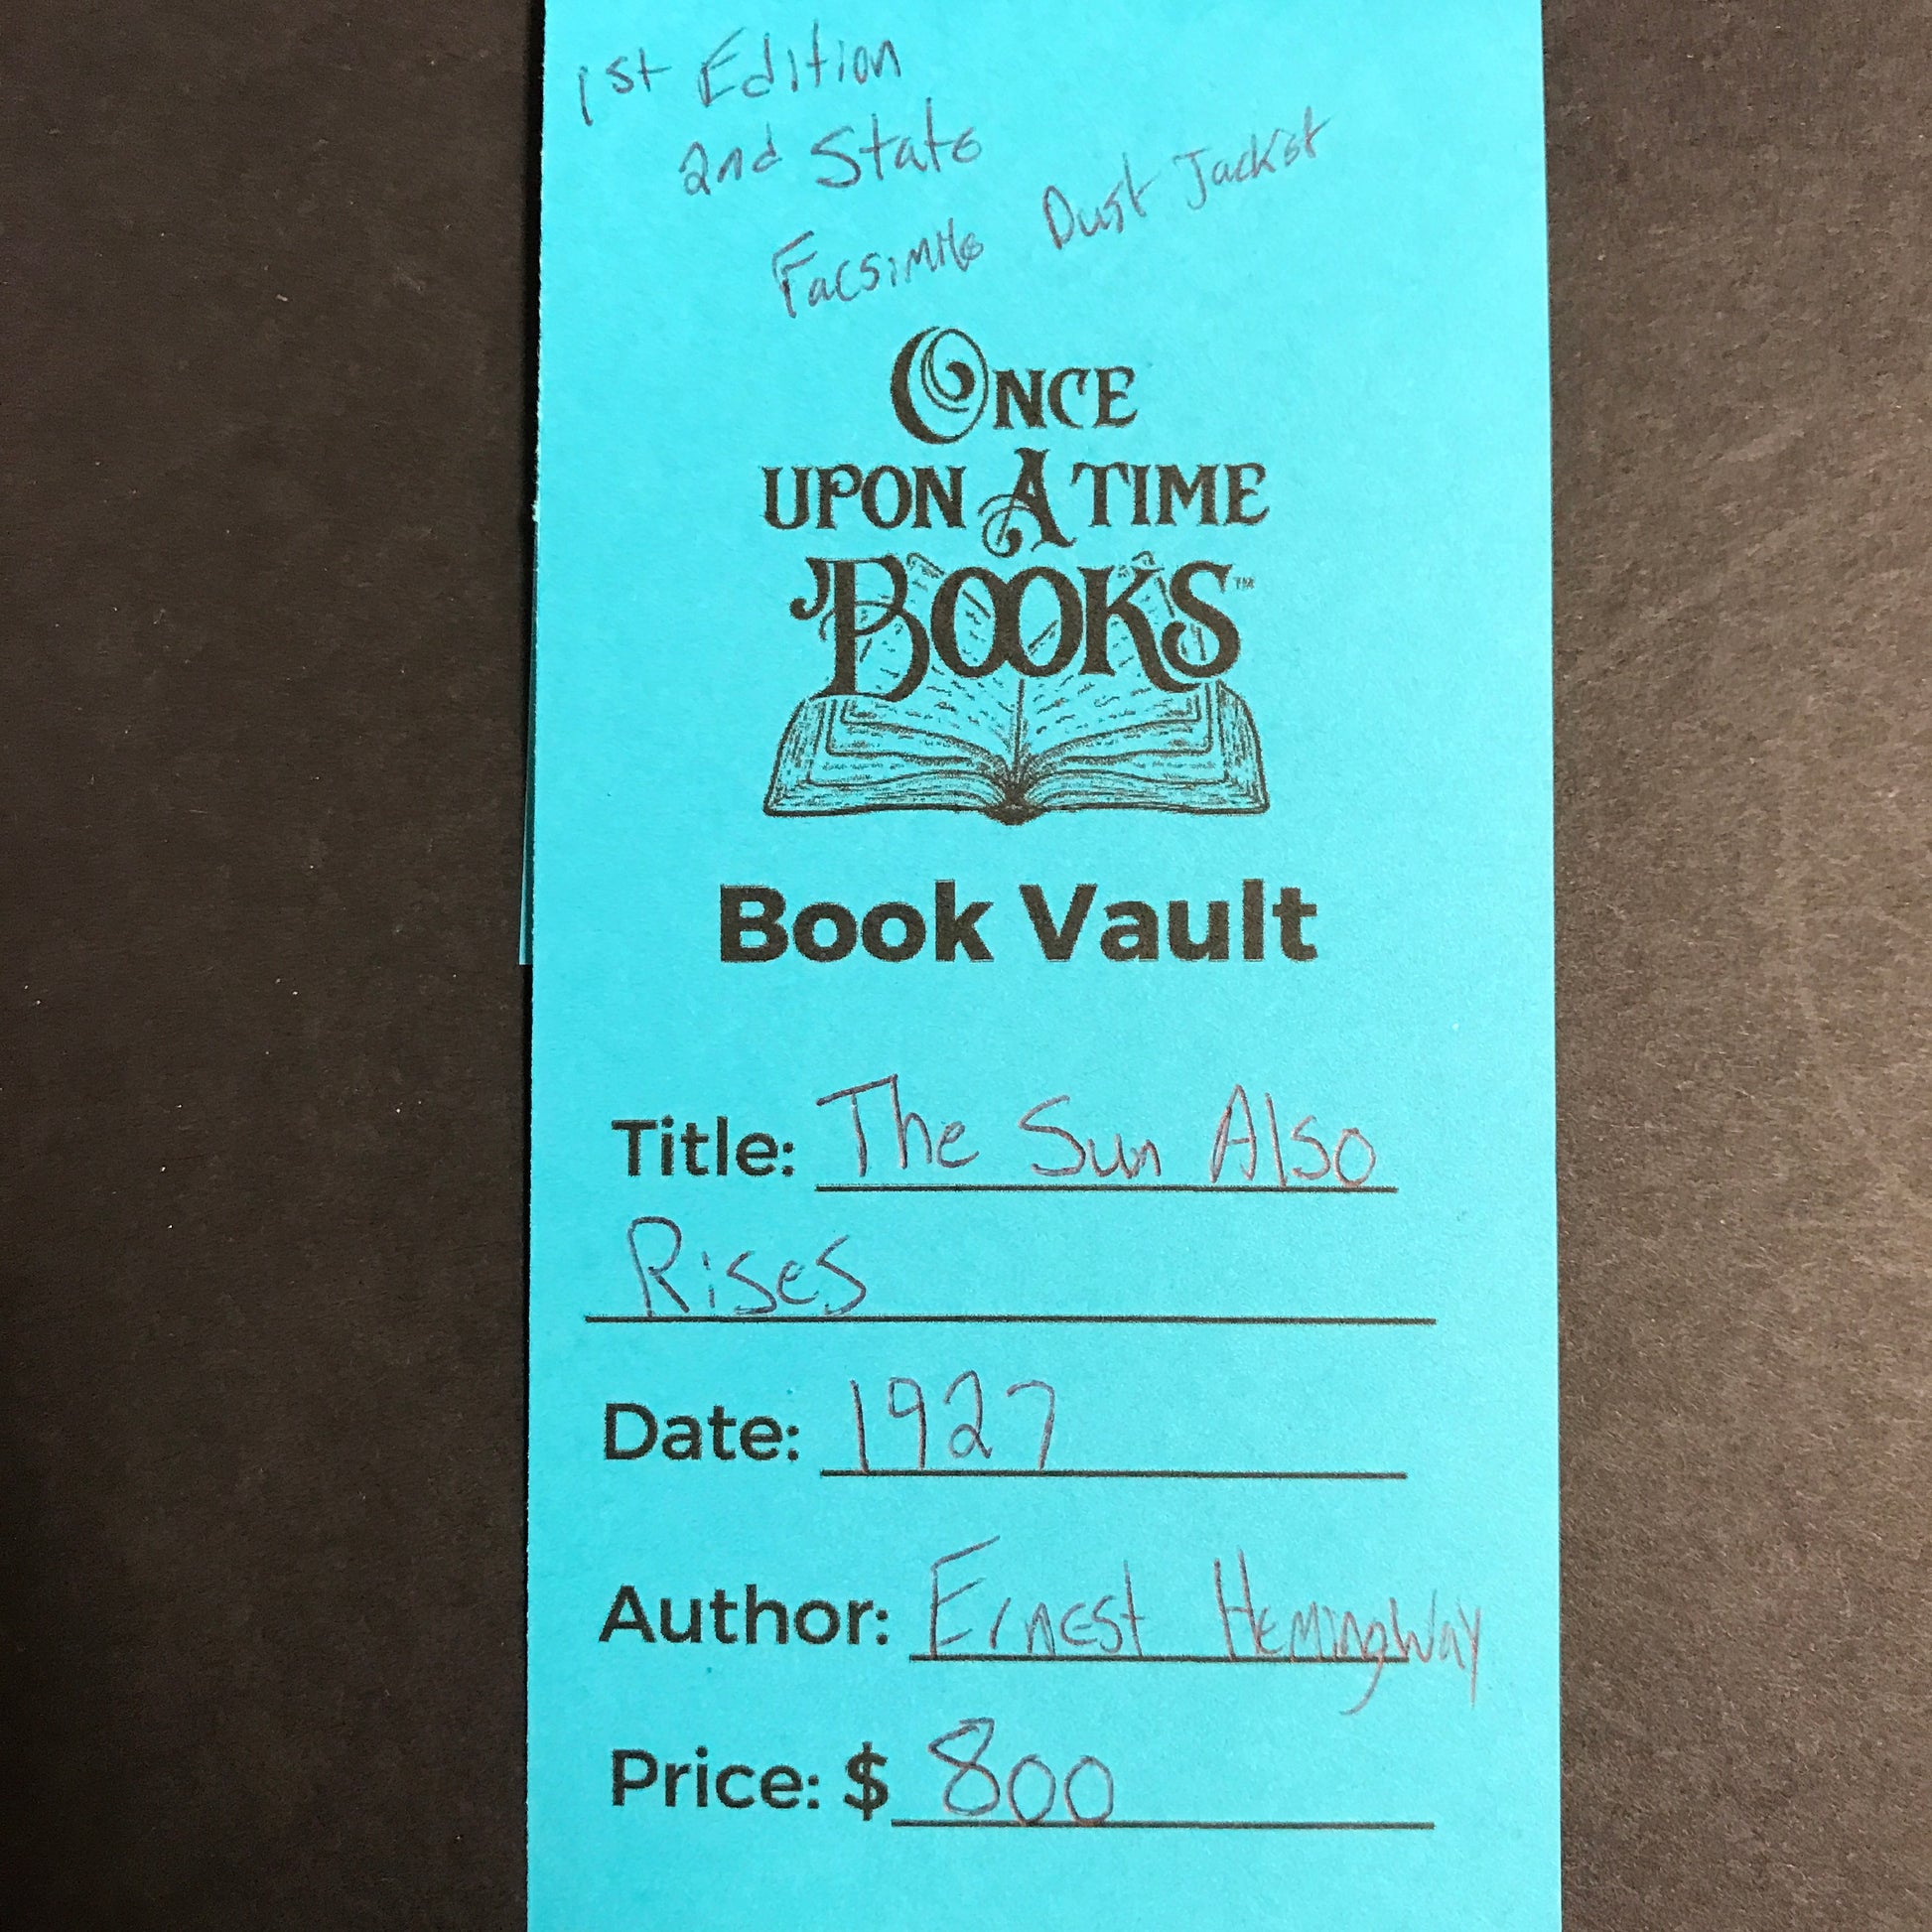 1st Edition
2nd State
Facsimile Dust Jacket
ONCE
UPON A TIME
BOOKS™
Book Vault
Title: The Sun Also
Rises
Date: 1927
Author: Ernest Hemingway
Price: $ 800